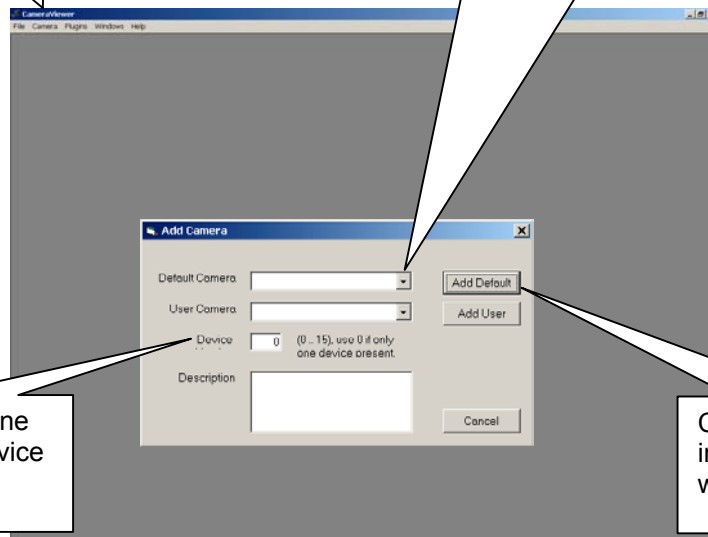 CameraViewer
File Camera Plugins Windows Help
Add Camera
Default Camera
Add Default
User Camera
Add User
Device
0
(0 .. 15), use 0 if only
one device present.
Description
Cancel
ne
vice
C
in
w